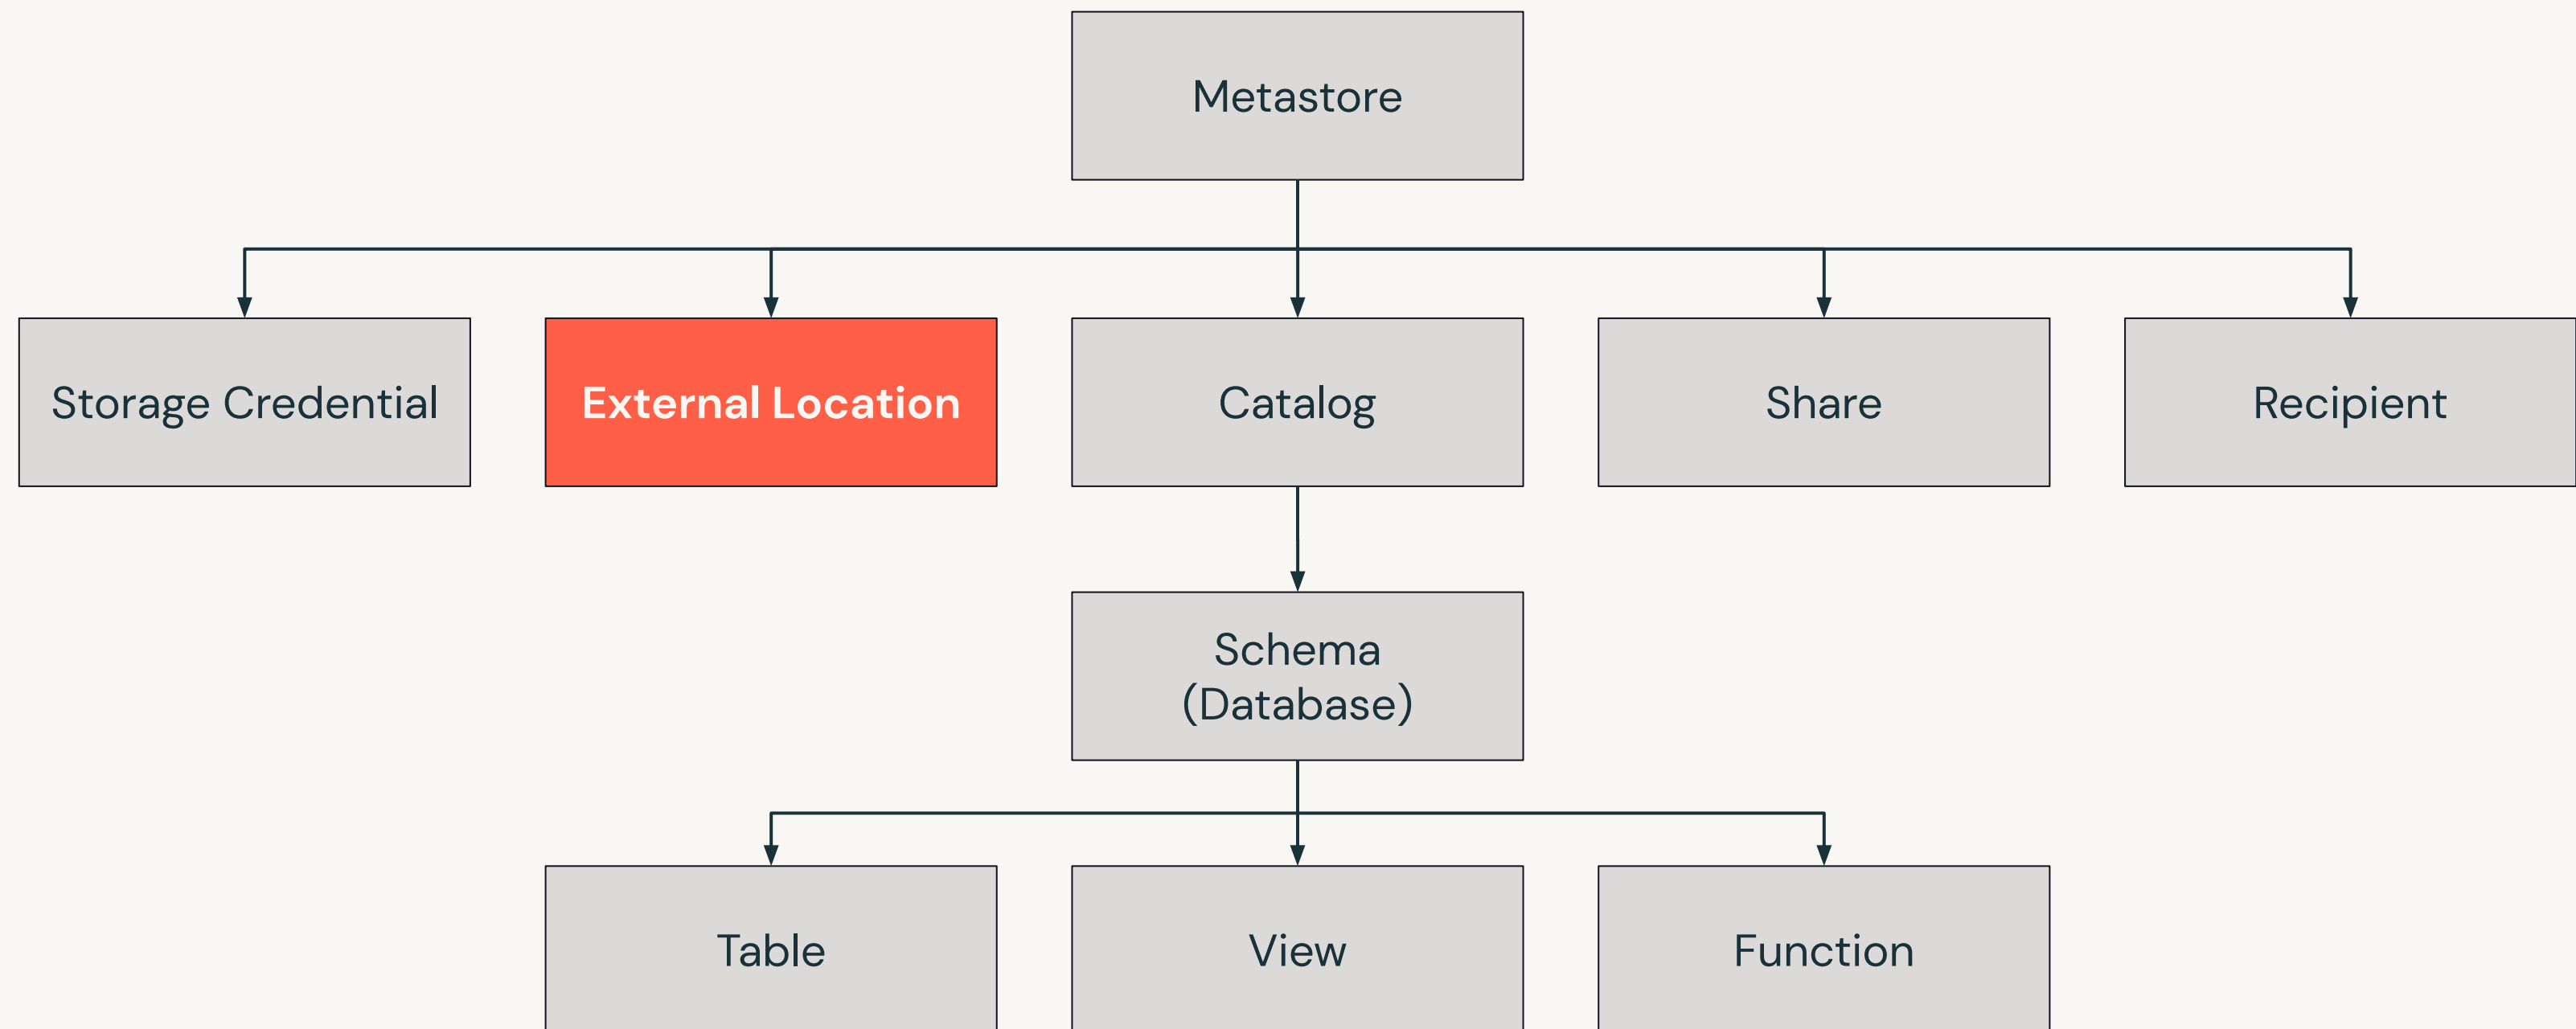 Metastore
Storage Credential
External Location
Catalog
Share
Recipient
Schema
(Database)
Table
View
Function